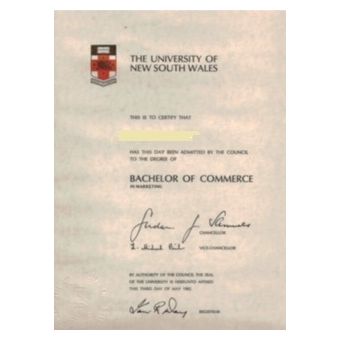 THE UNIVERSITY OF
NEW SOUTH WALES
THIS IS TO CERTIFY THAT
HAS THIS DAY BEEN ADMITTED BY THE COUNCIL
TO THE DEGREE OF
BACHELOR OF COMMERCE
IN MARKETING
CHANCELLOR
VICE-CHANCELLOR
BY AUTHORITY OF THE COUNCIL THE SEAL
OF THE UNIVERSITY IS HEREUNTO AFFIXED
THIS THIRD DAY OF MAY
REGISTRAR